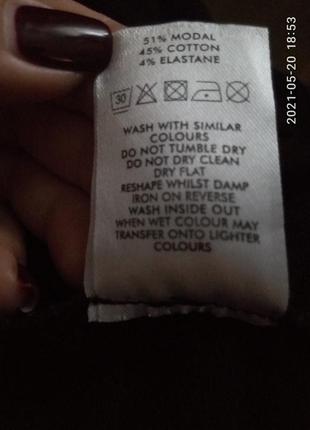 51% MODAL
45% COTTON
4% ELASTANE
30
WASH WITH SIMILAR
COLOURS
DO NOT TUMBLE DRY
DO NOT DRY CLEAN
DRY FLAT
RESHAPE WHILST DAMP
IRON ON REVERSE
WASH INSIDE OUT
WHEN WET COLOUR MAY
TRANSFER ONTO LIGHTER
COLOURS
2021-05-20 18:53